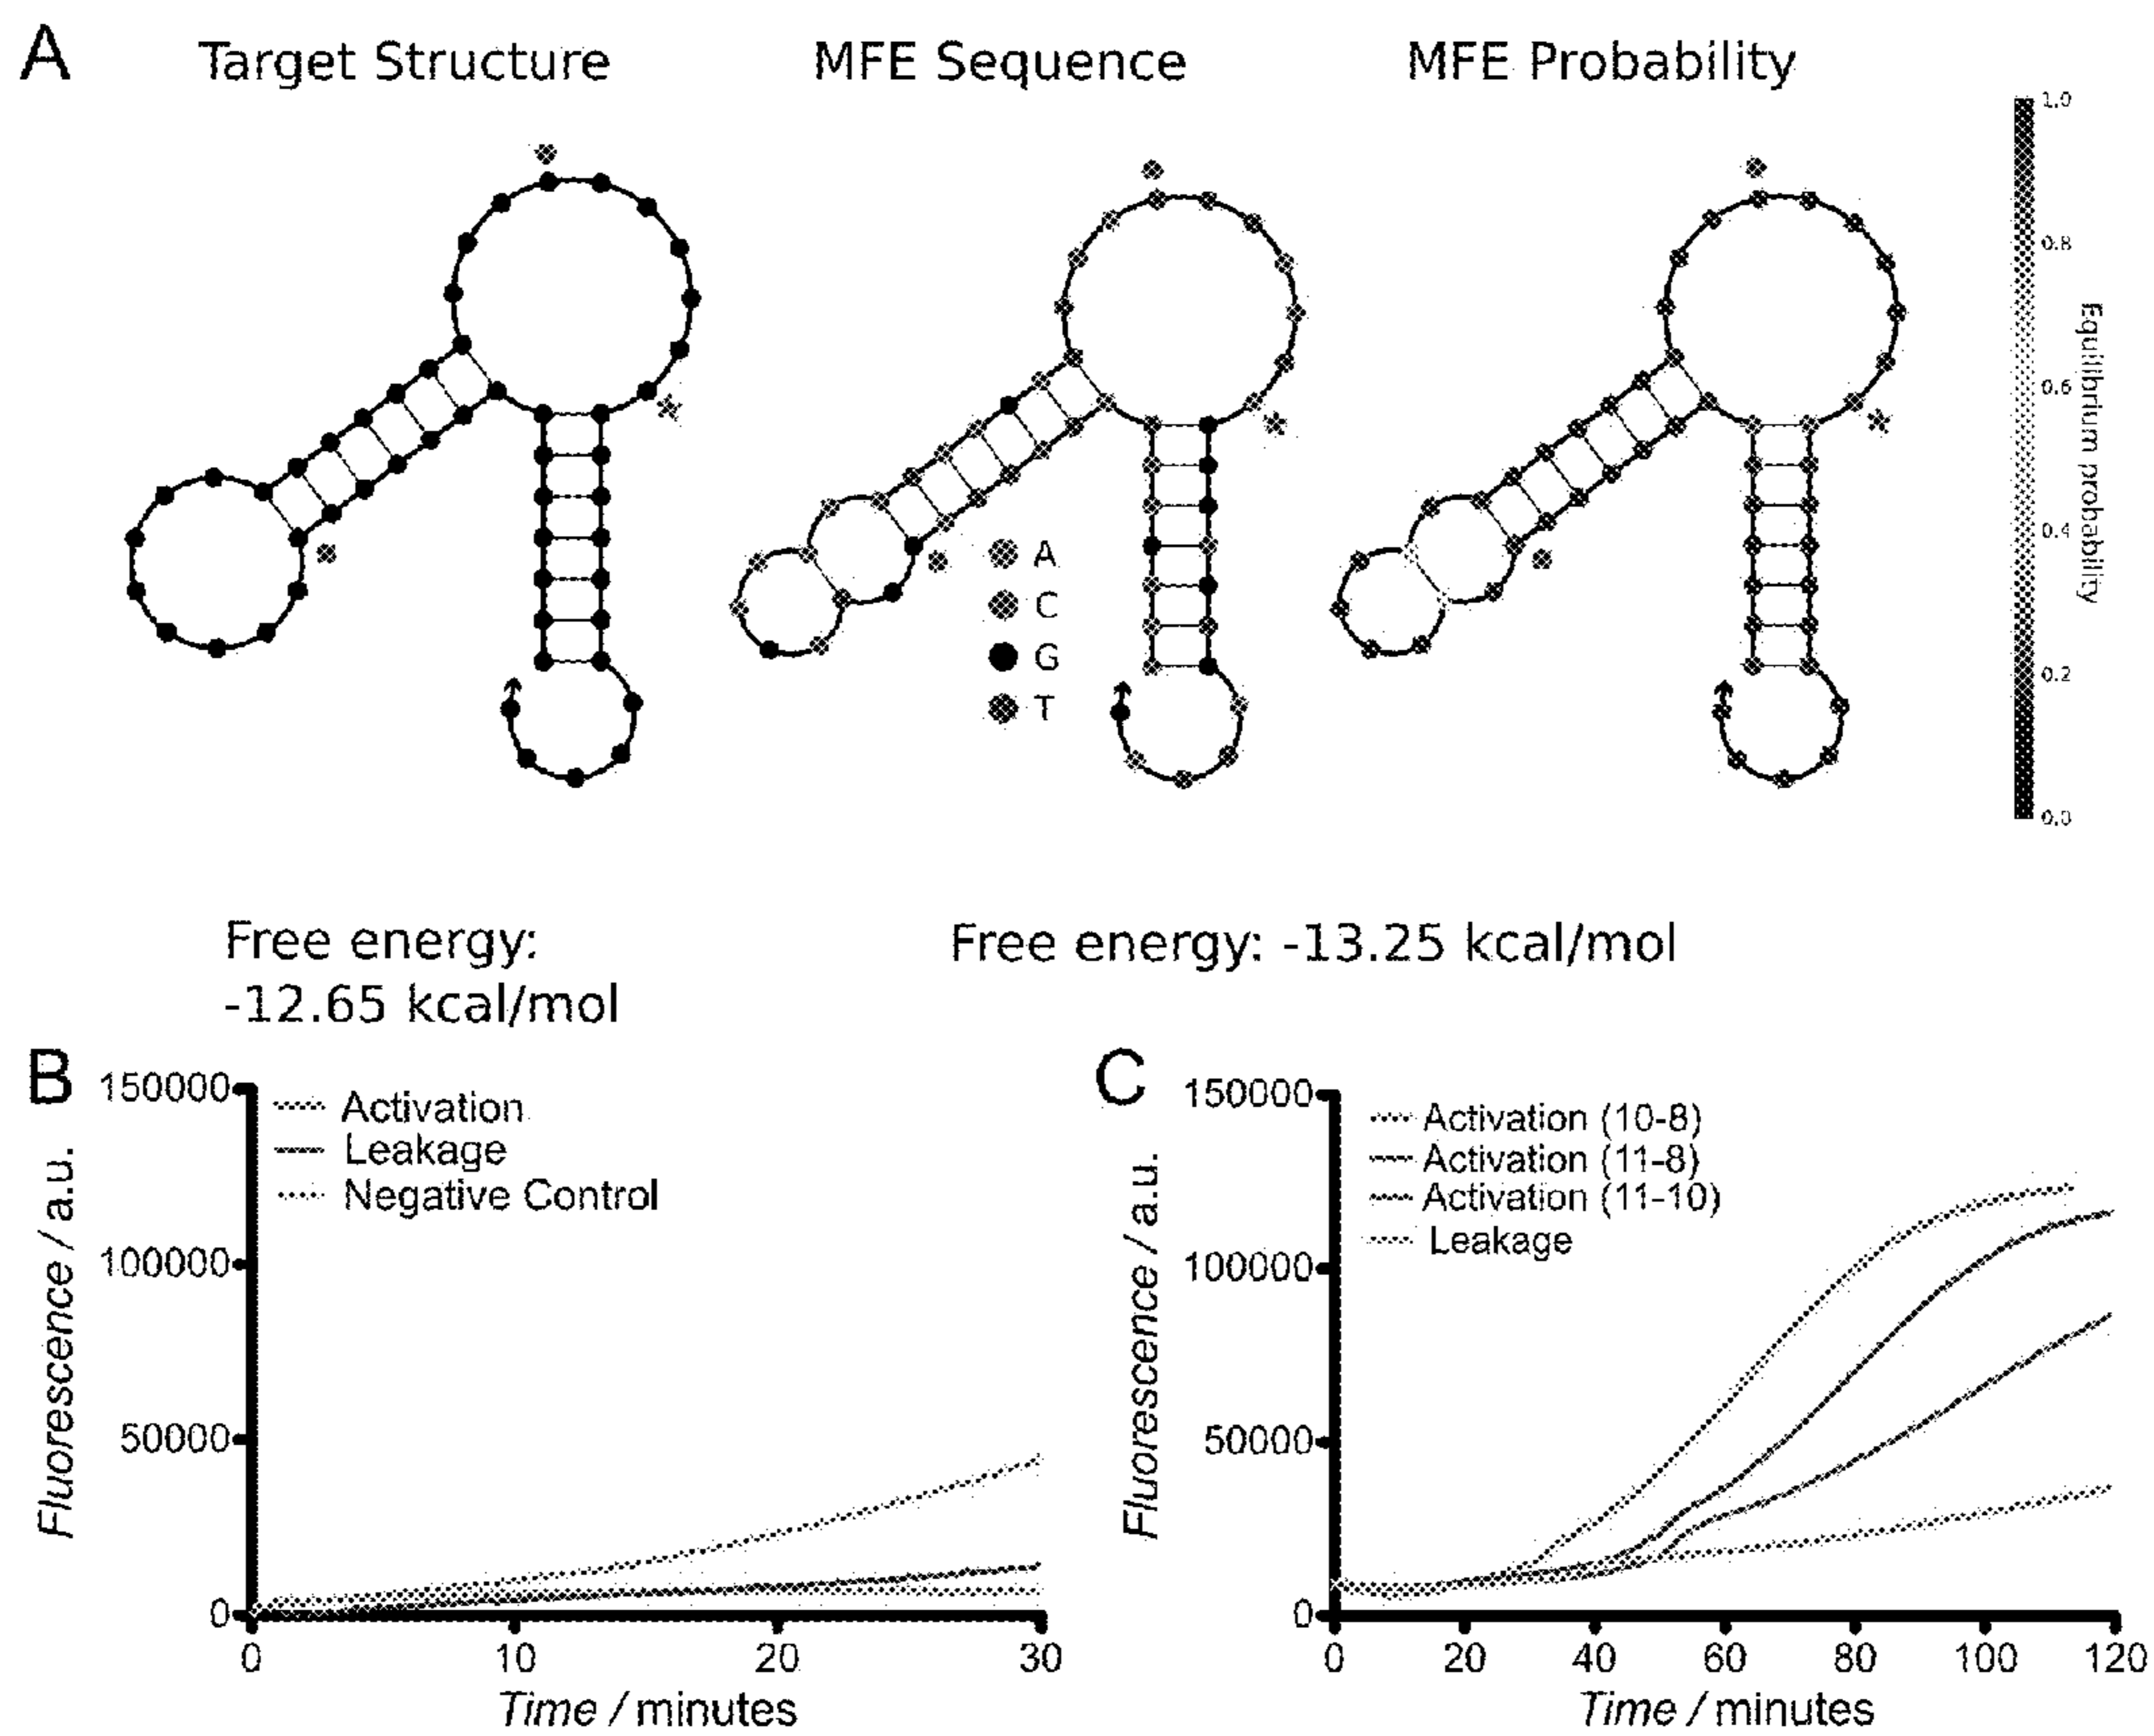 A
Target Structure
MFE Sequence
MFE Probability
1.0
0.8
0.6
0.4
0.2
0.0
Equilibrium probability
A
C
G
T
Free energy:
-12.65 kcal/mol
Free energy: -13.25 kcal/mol
B
150000
100000
50000
0
Fluorescence / a.u.
Activation
Leakage
Negative Control
0
10
20
30
Time / minutes
C
150000
100000
50000
0
Fluorescence / a.u.
Activation (10-8)
Activation (11-8)
Activation (11-10)
Leakage
0
20
40
60
80
100
120
Time / minutes